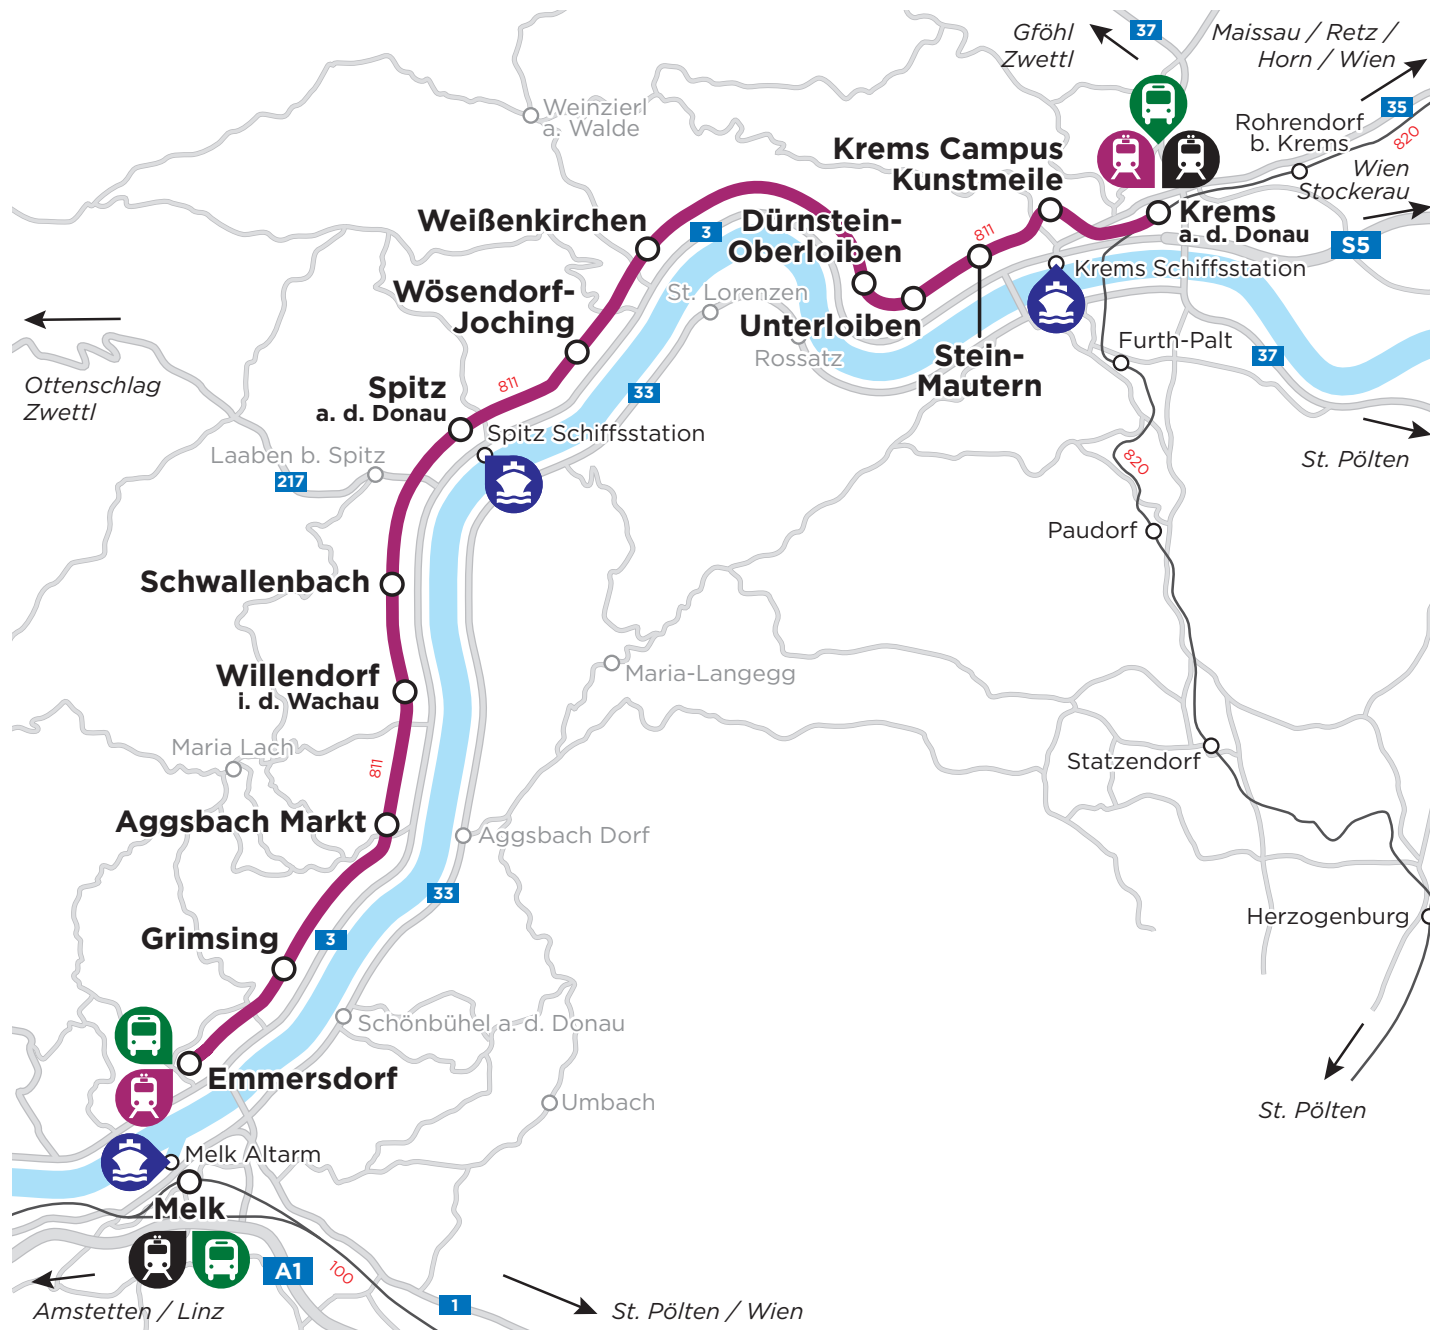 Gföhl
Zwettl
37
Maissau / Retz /
Horn / Wien
35
820
Rohrendorf
b. Krems
Wien
Stockerau
Weinzierl
a. Walde
Krems Campus
Kunstmeile
Krems
a. d. Donau
S5
Weißenkirchen
3
Dürnstein-
Oberloiben
811
Krems Schiffsstation
Wösendorf-
Joching
St. Lorenzen
Unterloiben
Rossatz
Stein-
Mautern
Furth-Palt
37
Ottenschlag
Zwettl
Spitz
a. d. Donau
811
33
Spitz Schiffsstation
St. Pölten
Laaben b. Spitz
217
820
Paudorf
Schwallenbach
Willendorf
i. d. Wachau
Maria-Langegg
Maria Lach
811
Statzendorf
Aggsbach Markt
Aggsbach Dorf
33
Herzogenburg
Grimsing
3
Schönbühel a. d. Donau
Emmersdorf
Umbach
St. Pölten
Melk Altarm
Melk
A1
100
1
Amstetten / Linz
St. Pölten / Wien